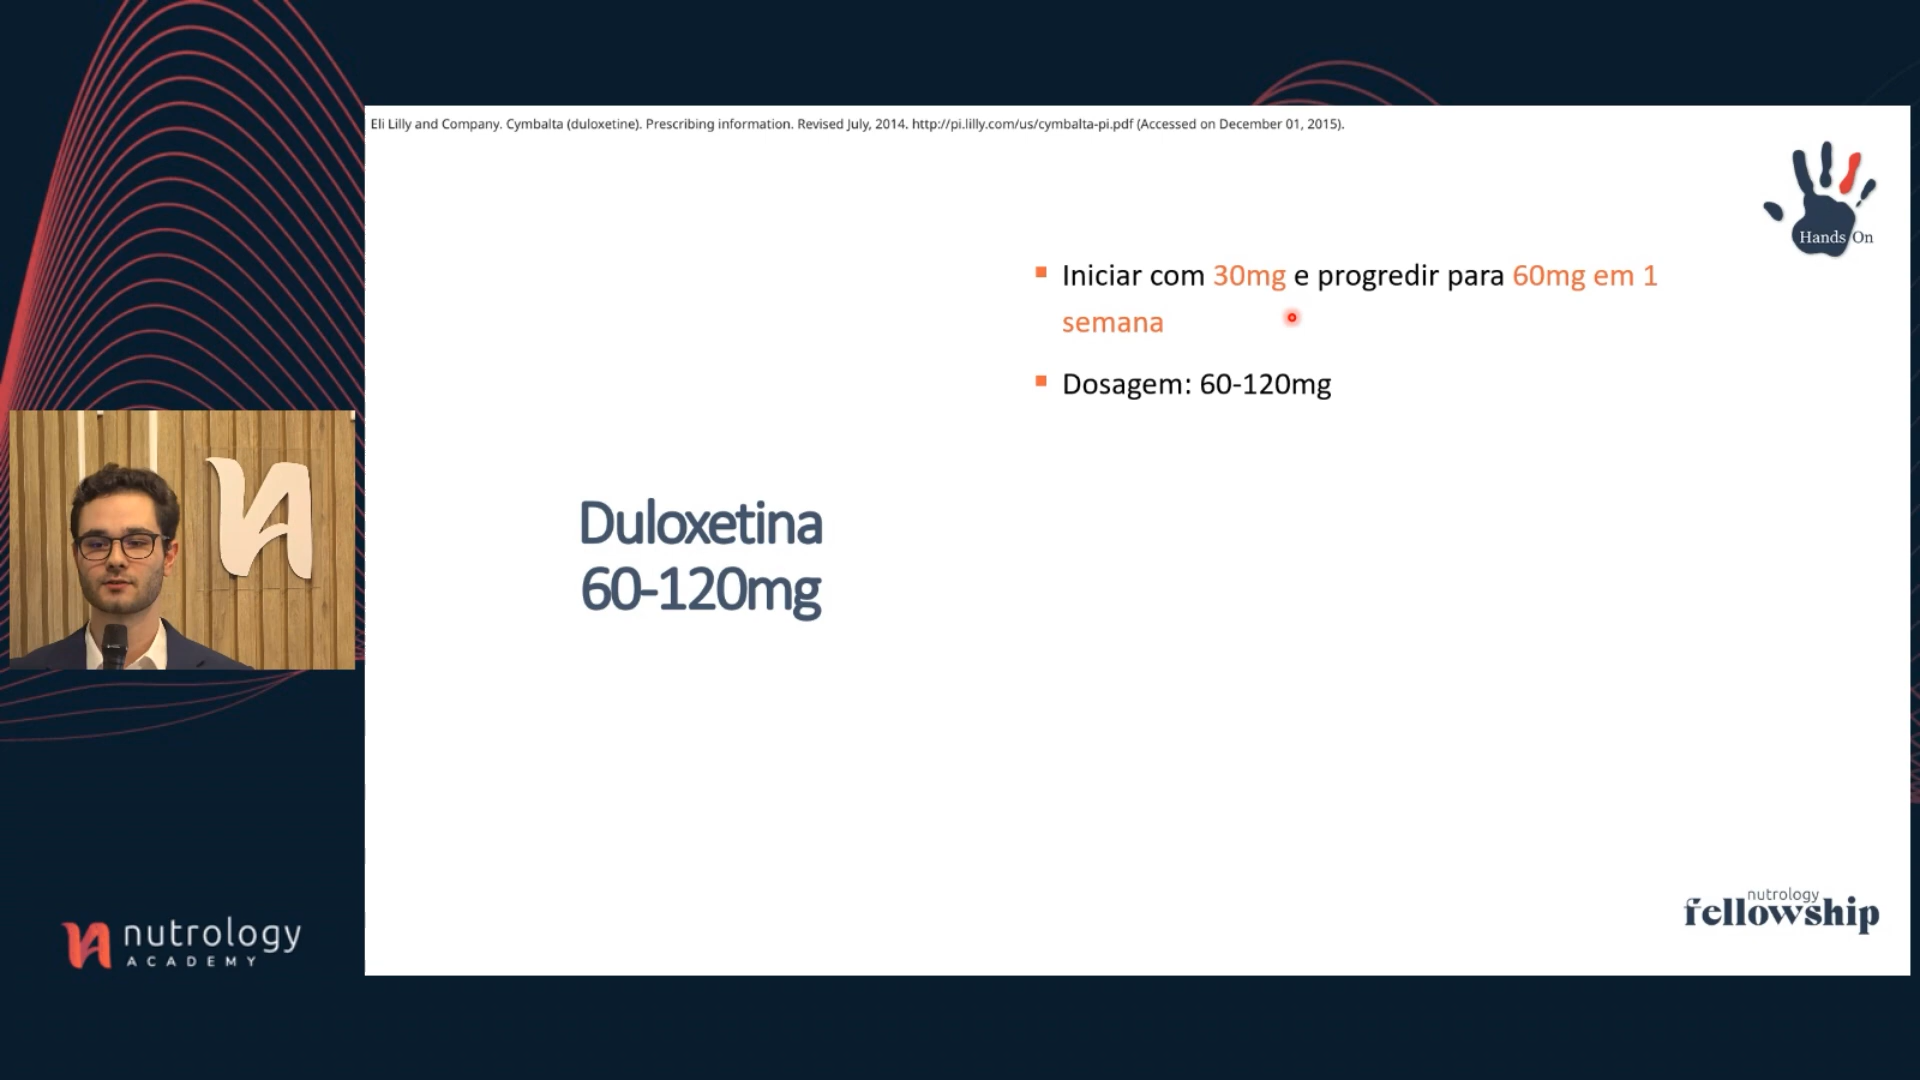 Eli Lilly and Company. Cymbalta (duloxetine). Prescribing information. Revised July, 2014. http://pi.lilly.com/us/cymbalta-pi.pdf (Accessed on December 01, 2015).
Hands On
Iniciar com 30mg e progredir para 60mg em 1
semana
Dosagem: 60-120mg
Duloxetina
60-120mg
nutrology
fellowship
nutrology
ACADEMY